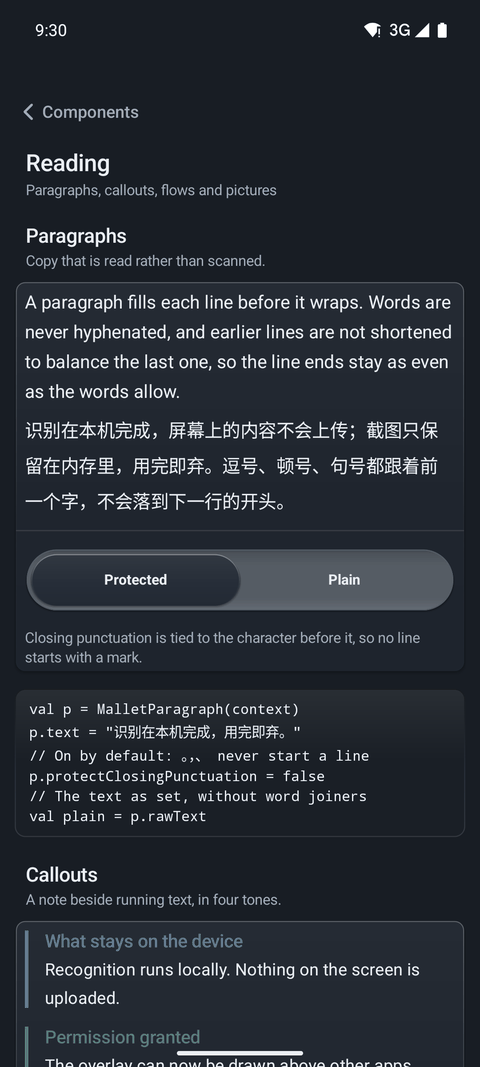 9:30
3G
Components
Reading
Paragraphs, callouts, flows and pictures
Paragraphs
Copy that is read rather than scanned.
A paragraph fills each line before it wraps. Words are
never hyphenated, and earlier lines are not shortened
to balance the last one, so the line ends stay as even
as the words allow.
识别在本机完成，屏幕上的内容不会上传；截图只保
留在内存里，用完即弃。逗号、顿号、句号都跟着前
一个字，不会落到下一行的开头。
Protected
Plain
Closing punctuation is tied to the character before it, so no line
starts with a mark.
val p = MalletParagraph(context)
p.text = "识别在本机完成，用完即弃。"
// On by default: 。，、 never start a line
p.protectClosingPunctuation = false
// The text as set, without word joiners
val plain = p.rawText
Callouts
A note beside running text, in four tones.
What stays on the device
Recognition runs locally. Nothing on the screen is
uploaded.
Permission granted
The overlay can now be drawn above other apps